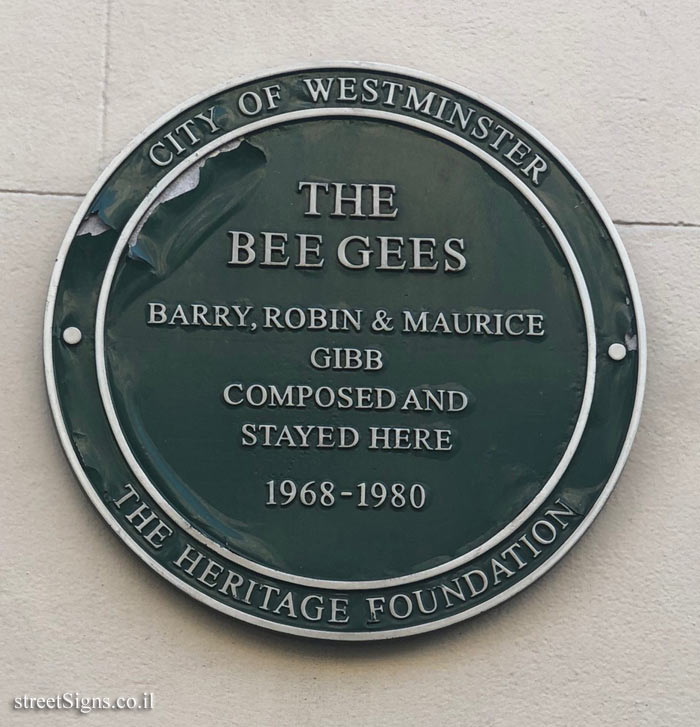 CITY OF WESTMINSTER
THE
BEE GEES
BARRY, ROBIN & MAURICE
GIBB
COMPOSED AND
STAYED HERE
1968-1980
THE HERITAGE FOUNDATION
streetSigns.co.il